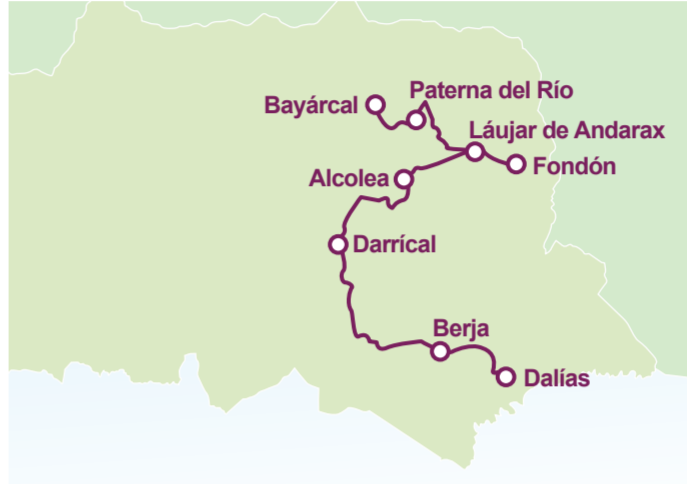 Paterna del Río
Bayárcal
Láujar de Andarax
Fondón
Alcolea
Darrícal
Berja
Dalías